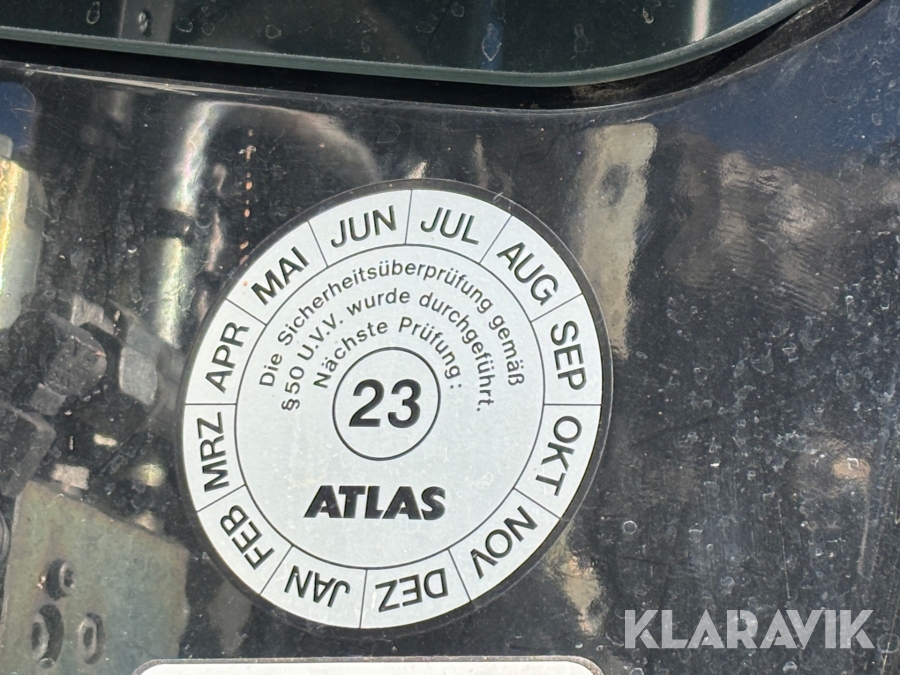 JAN
FEB
MRZ
APR
MAI
JUN
JUL
AUG
SEP
OKT
NOV
DEZ
Die Sicherheitsüberprüfung gemäß
§ 50 U.V.V. wurde durchgeführt.
Nächste Prüfung:
23
ATLAS
KLARAVIK